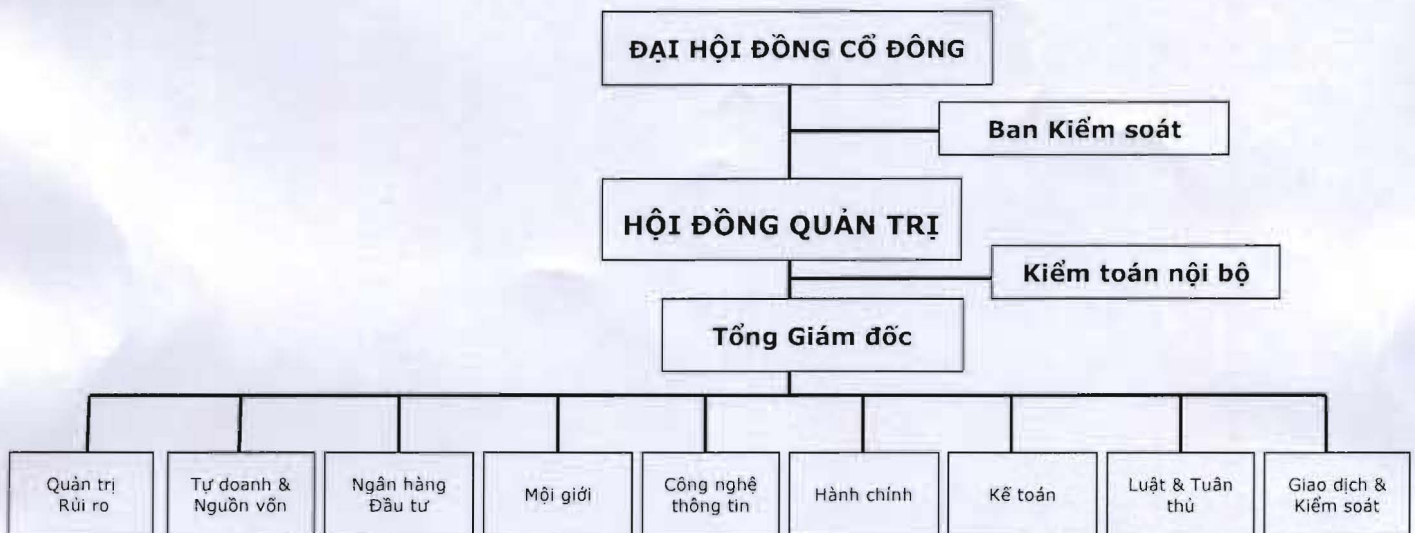 ĐẠI HỘI ĐỒNG CỔ ĐÔNG
Ban Kiểm soát
HỘI ĐỒNG QUẢN TRỊ
Kiểm toán nội bộ
Tổng Giám đốc
Quản trị
Rủi ro
Tự doanh &
Nguồn vốn
Ngân hàng
Đầu tư
Môi giới
Công nghệ
thông tin
Hành chính
Kế toán
Luật & Tuân
thủ
Giao dịch &
Kiểm soát